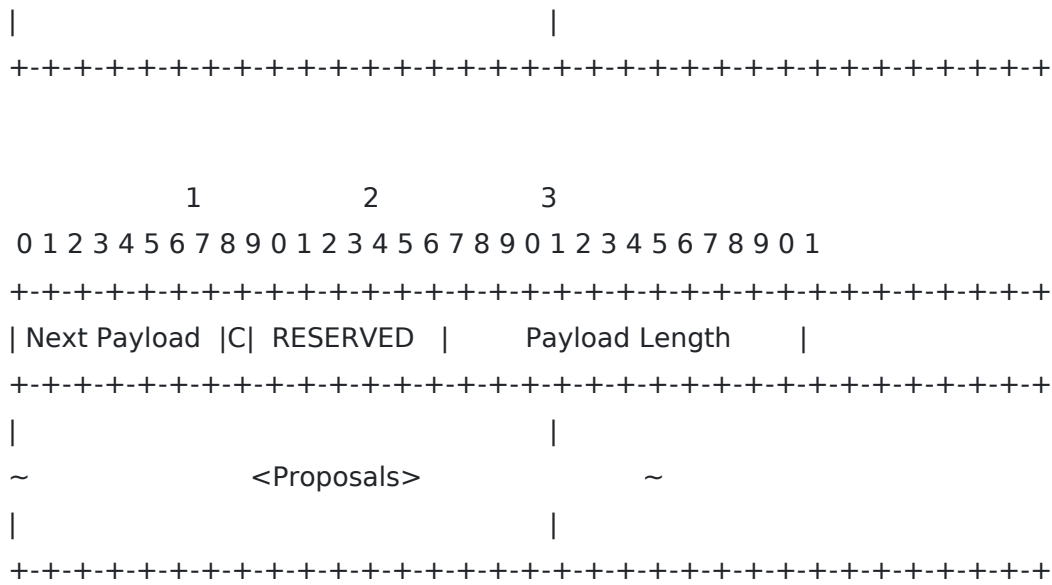 |                                                               |
+-+-+-+-+-+-+-+-+-+-+-+-+-+-+-+-+-+-+-+-+-+-+-+-+-+-+-+-+-+-+-+-+
1                   2                   3
0 1 2 3 4 5 6 7 8 9 0 1 2 3 4 5 6 7 8 9 0 1 2 3 4 5 6 7 8 9 0 1
+-+-+-+-+-+-+-+-+-+-+-+-+-+-+-+-+-+-+-+-+-+-+-+-+-+-+-+-+-+-+-+-+
| Next Payload  |C|  RESERVED   |         Payload Length        |
+-+-+-+-+-+-+-+-+-+-+-+-+-+-+-+-+-+-+-+-+-+-+-+-+-+-+-+-+-+-+-+-+
|                                                               |
~                          <Proposals>                          ~
|                                                               |
+-+-+-+-+-+-+-+-+-+-+-+-+-+-+-+-+-+-+-+-+-+-+-+-+-+-+-+-+-+-+-+-+